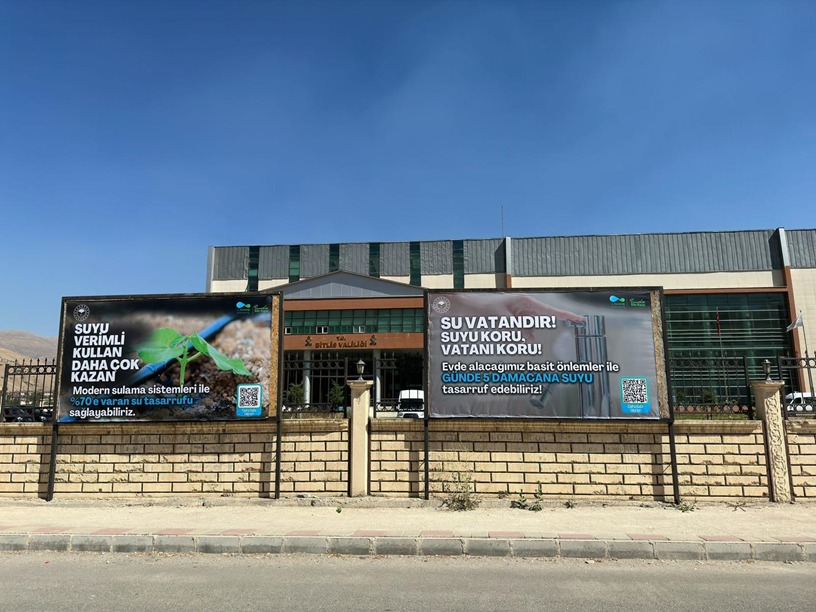 SUYU
VERİMLİ
KULLAN
DAHA ÇOK
KAZAN
Modern sulama sistemleri ile
%70'e varan su tasarrufu
sağlayabiliriz.
T.C.
BİTLİS VALİLİĞİ
SU VATANDIR!
SUYU KORU,
VATANI KORU!
Evde alacağımız basit önlemler ile
GÜNDE 5 DAMACANA SUYU
tasarruf edebiliriz!